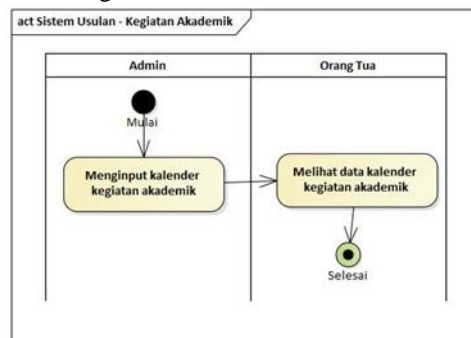 act Sistem Usulan - Kegiatan Akademik
Admin
Orang Tua
Mulai
Menginput kalender
kegiatan akademik
Melihat data kalender
kegiatan akademik
Selesai